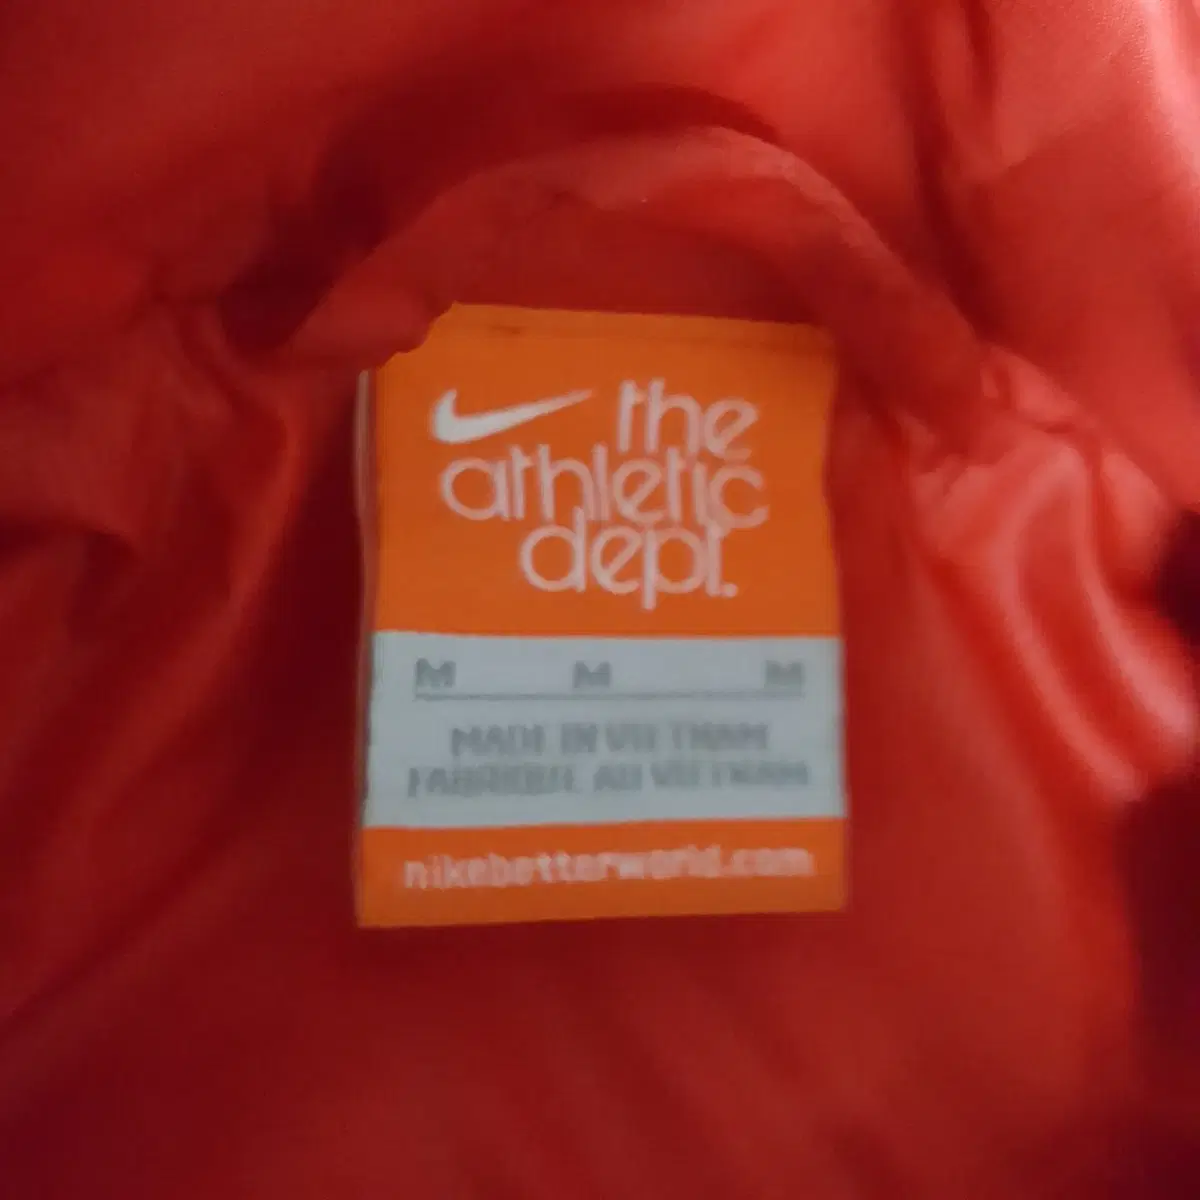 the
athletic
dept.
M M M
MADE IN VIETNAM
FABRIQUE AU VIETNAM
nikebetterworld.com